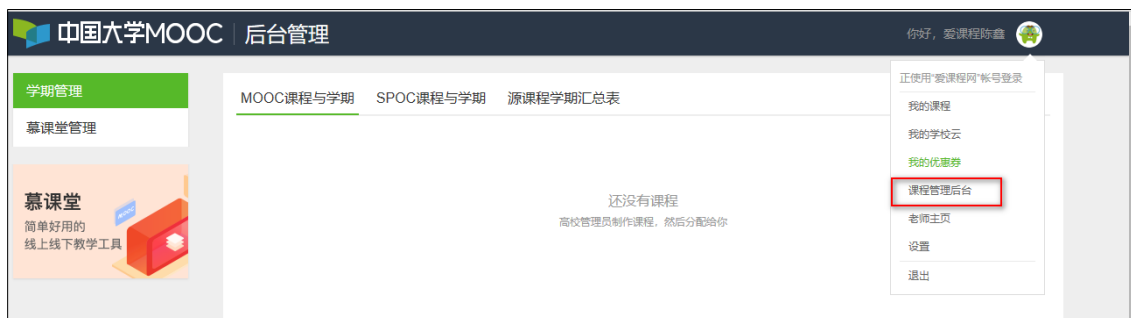 中国大学MOOC 后台管理
你好，爱课程陈鑫
学期管理
慕课堂管理
慕课堂
简单好用的
线上线下教学工具
MOOC
MOOC课程与学期 SPOC课程与学期 源课程学期汇总表
还没有课程
高校管理员制作课程，然后分配给你
正使用“爱课程网”帐号登录
我的课程
我的学校云
我的优惠券
课程管理后台
老师主页
设置
退出